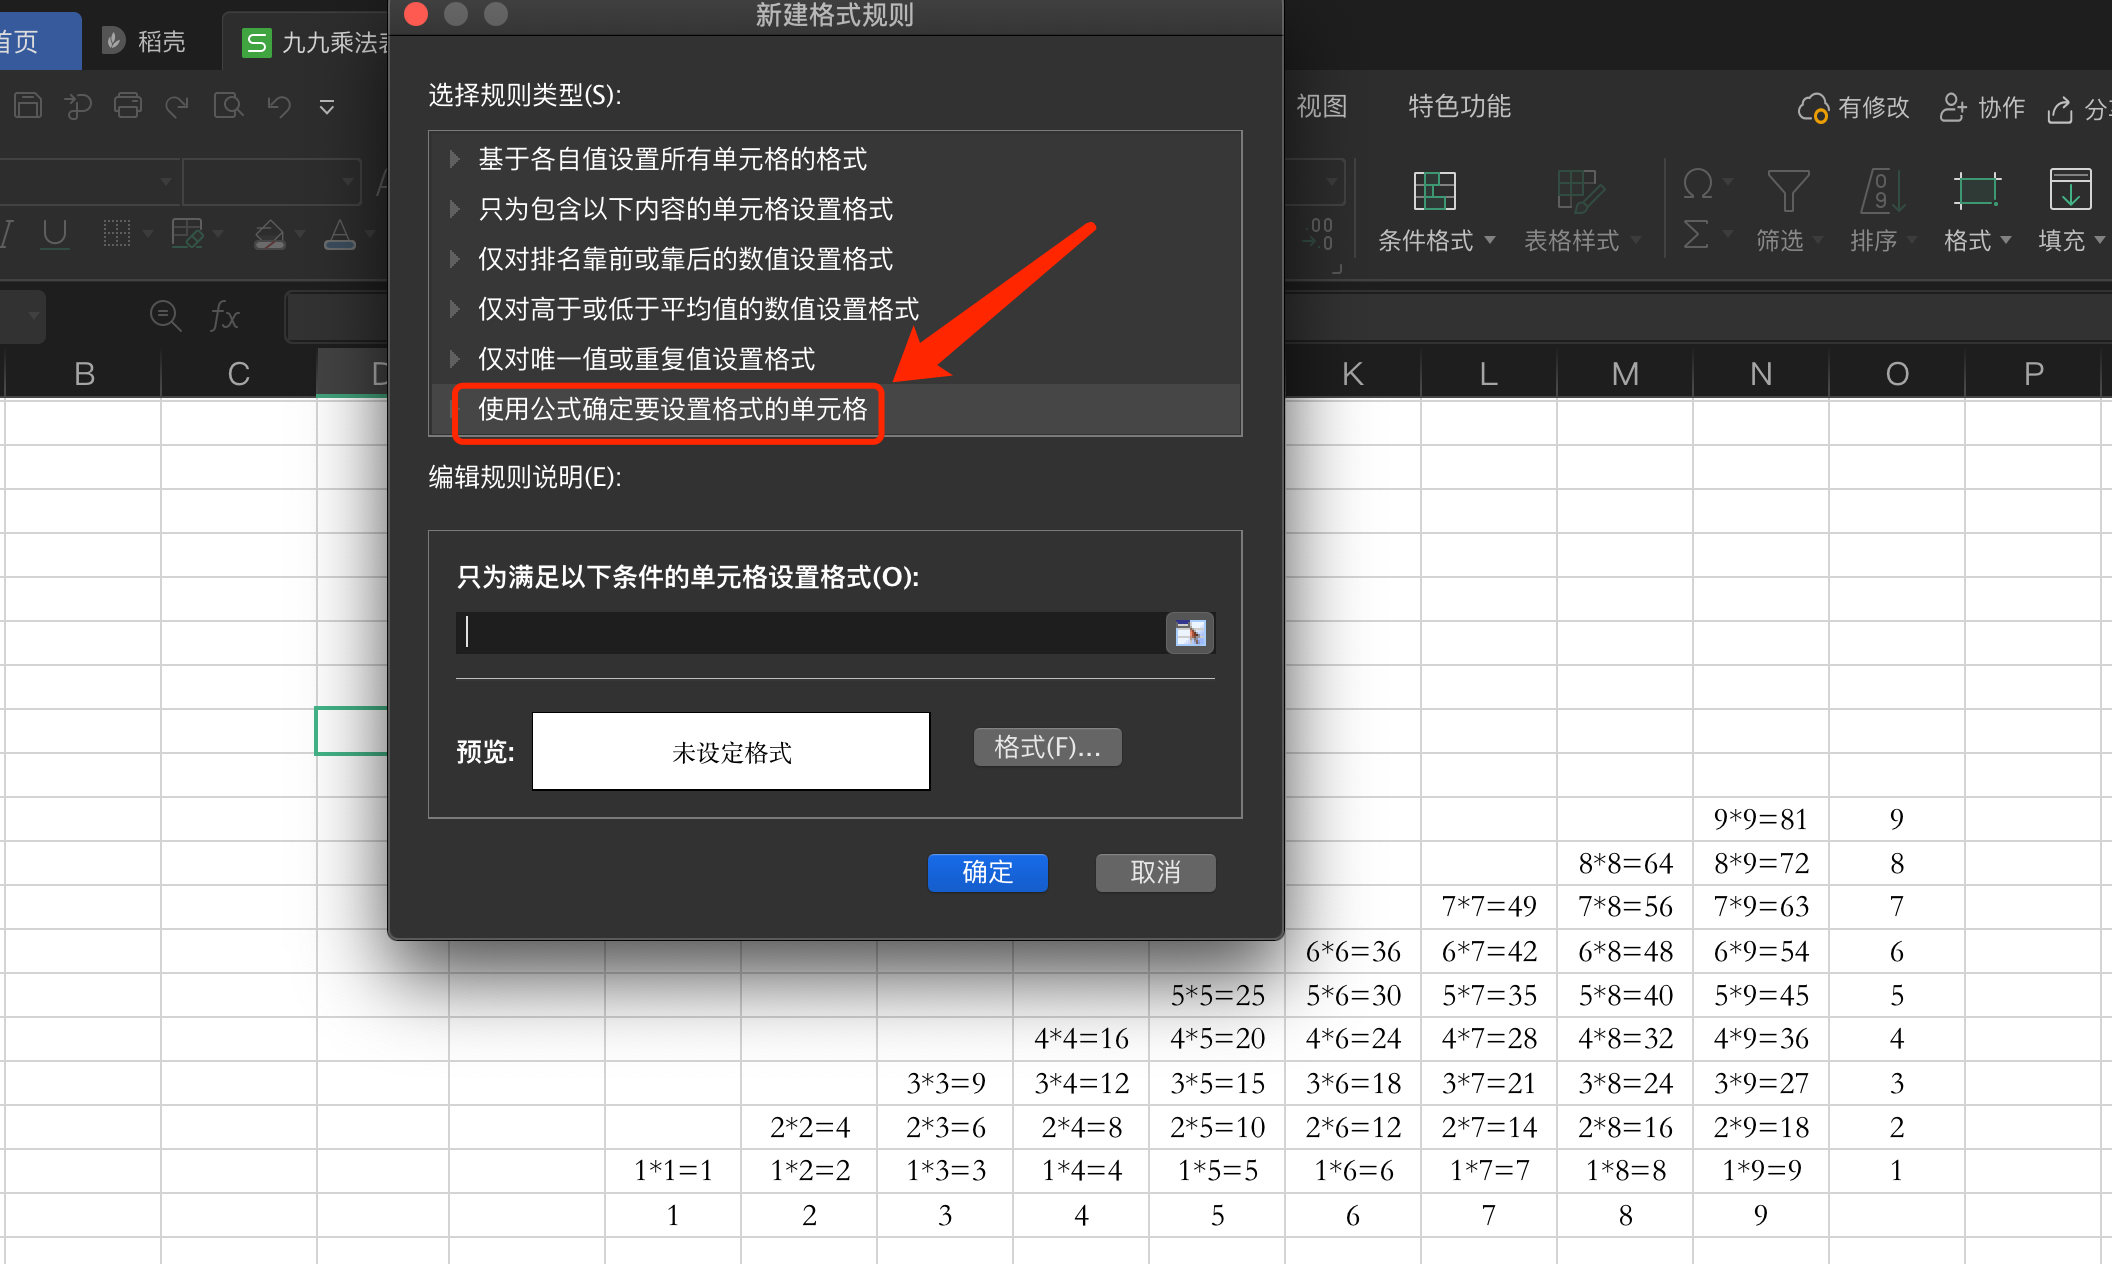 首页
稻壳
九九乘法表
新建格式规则
视图
特色功能
有修改
协作
分享
选择规则类型(S):
基于各自值设置所有单元格的格式
只为包含以下内容的单元格设置格式
仅对排名靠前或靠后的数值设置格式
仅对高于或低于平均值的数值设置格式
仅对唯一值或重复值设置格式
使用公式确定要设置格式的单元格
条件格式
表格样式
筛选
排序
格式
填充
.00
.0
fx
B C D K L M N O P
编辑规则说明(E):
只为满足以下条件的单元格设置格式(O):
预览:
未设定格式
格式(F)...
确定
取消
9*9=81 9
8*8=64 8*9=72 8
7*7=49 7*8=56 7*9=63 7
6*6=36 6*7=42 6*8=48 6*9=54 6
5*5=25 5*6=30 5*7=35 5*8=40 5*9=45 5
4*4=16 4*5=20 4*6=24 4*7=28 4*8=32 4*9=36 4
3*3=9 3*4=12 3*5=15 3*6=18 3*7=21 3*8=24 3*9=27 3
2*2=4 2*3=6 2*4=8 2*5=10 2*6=12 2*7=14 2*8=16 2*9=18 2
1*1=1 1*2=2 1*3=3 1*4=4 1*5=5 1*6=6 1*7=7 1*8=8 1*9=9 1
1 2 3 4 5 6 7 8 9